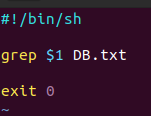 #!/bin/sh
grep $1 DB.txt
exit 0
~